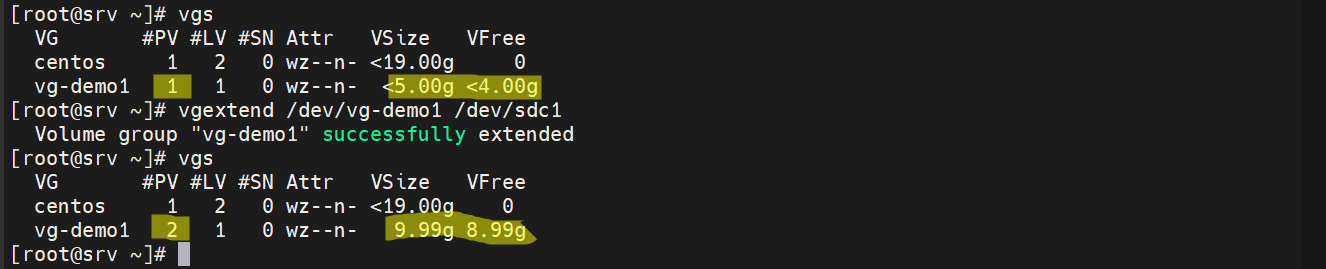 [root@srv ~]# vgs
  VG       #PV #LV #SN Attr   VSize   VFree
  centos     1   2   0 wz--n- <19.00g     0
  vg-demo1   1   1   0 wz--n-  <5.00g <4.00g
[root@srv ~]# vgextend /dev/vg-demo1 /dev/sdc1
  Volume group "vg-demo1" successfully extended
[root@srv ~]# vgs
  VG       #PV #LV #SN Attr   VSize   VFree
  centos     1   2   0 wz--n- <19.00g    0
  vg-demo1   2   1   0 wz--n-   9.99g 8.99g
[root@srv ~]#